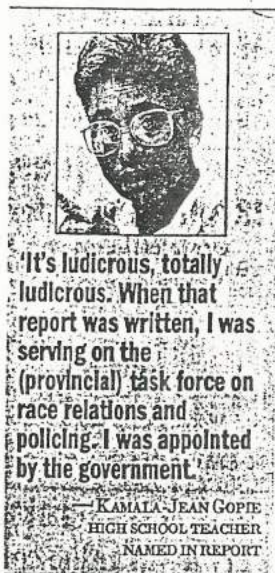 'It's ludicrous, totally
ludicrous. When that
report was written, I was
serving on the
(provincial) task force on
race relations and
policing. I was appointed
by the government.'
— KAMALA-JEAN GOPIE
HIGH SCHOOL TEACHER
NAMED IN REPORT